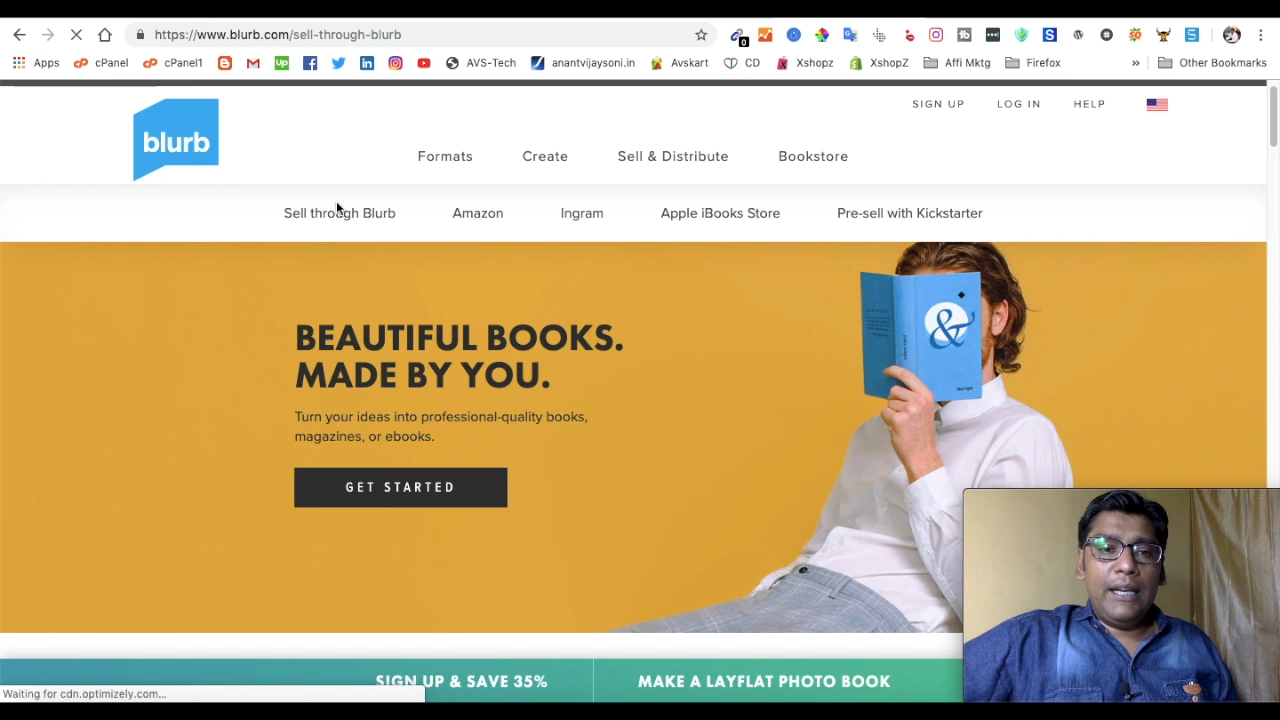 https://www.blurb.com/sell-through-blurb
0
Apps
cPanel
cPanel1
Gmail
AVS-Tech
anantvijaysoni.in
Avskart
CD
Xshopz
XshopZ
Affi Mktg
Firefox
»
Other Bookmarks
blurb
SIGN UP
LOG IN
HELP
Formats
Create
Sell & Distribute
Bookstore
Sell through Blurb
Amazon
Ingram
Apple iBooks Store
Pre-sell with Kickstarter
BEAUTIFUL BOOKS.
MADE BY YOU.
Turn your ideas into professional-quality books,
magazines, or ebooks.
GET STARTED
&
SIGN UP & SAVE 35%
MAKE A LAYFLAT PHOTO BOOK
Waiting for cdn.optimizely.com...